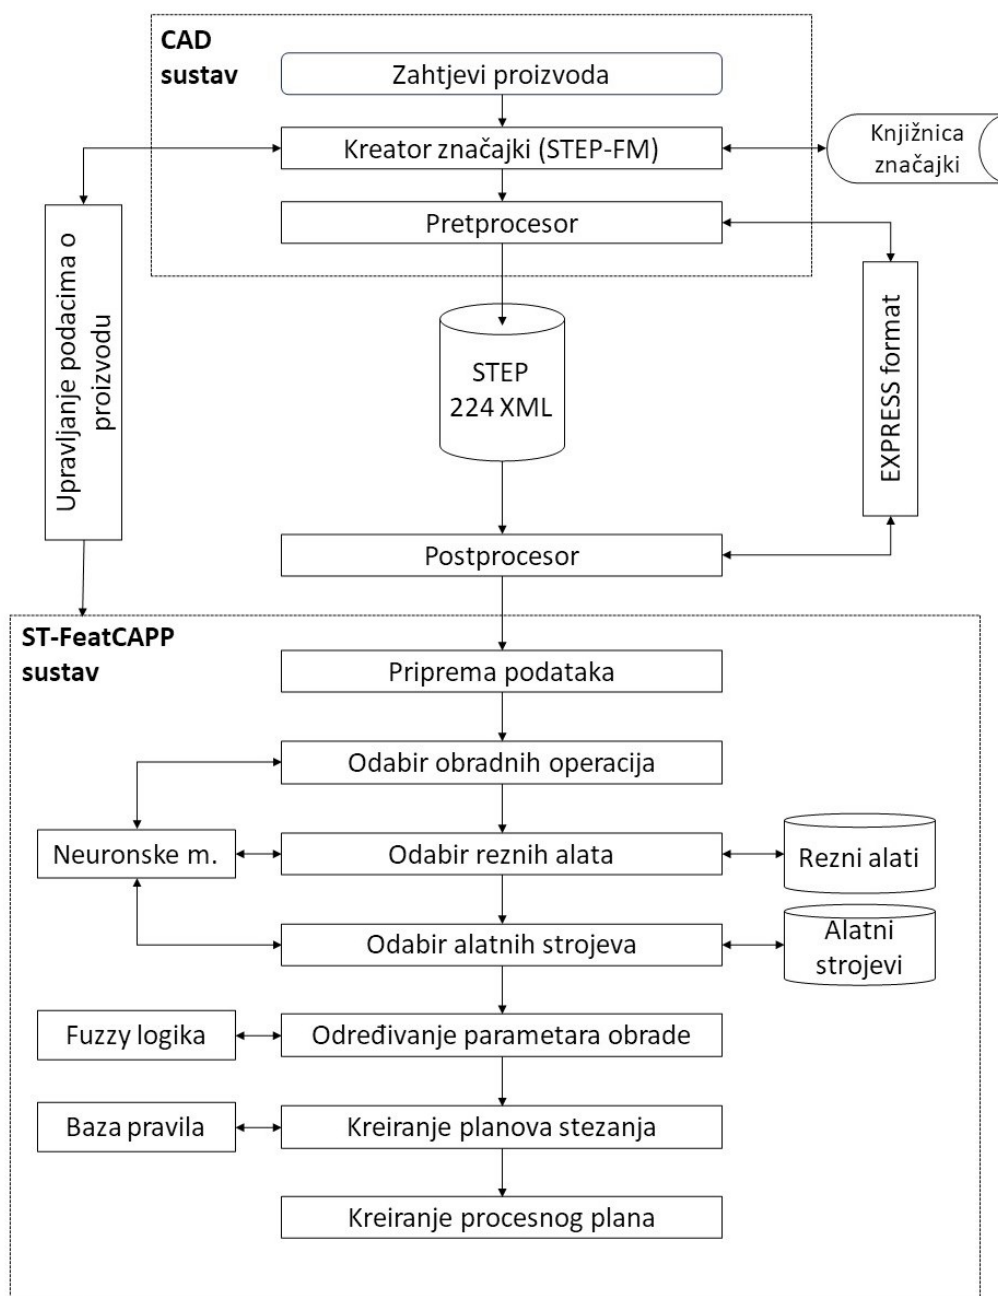 CAD
sustav
Zahtjevi proizvoda
Kreator značajki (STEP-FM)
Knjižnica
značajki
Pretprocesor
Upravljanje podacima o
proizvodu
STEP
224 XML
EXPRESS format
Postprocesor
ST-FeatCAPP
sustav
Priprema podataka
Odabir obradnih operacija
Neuronske m.
Odabir reznih alata
Rezni alati
Odabir alatnih strojeva
Alatni
strojevi
Fuzzy logika
Određivanje parametara obrade
Baza pravila
Kreiranje planova stezanja
Kreiranje procesnog plana